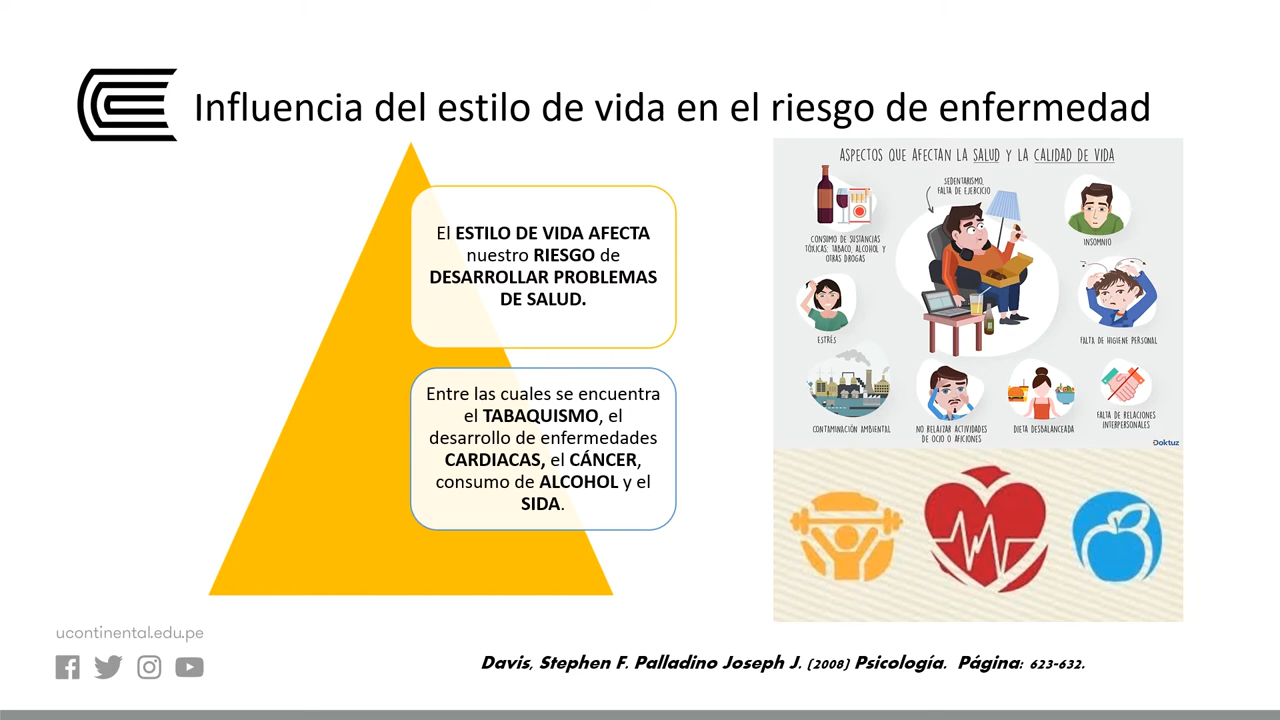 Influencia del estilo de vida en el riesgo de enfermedad
El ESTILO DE VIDA AFECTA
nuestro RIESGO de
DESARROLLAR PROBLEMAS
DE SALUD.
Entre las cuales se encuentra
el TABAQUISMO, el
desarrollo de enfermedades
CARDIACAS, el CÁNCER,
consumo de ALCOHOL y el
SIDA.
ASPECTOS QUE AFECTAN LA SALUD Y LA CALIDAD DE VIDA
SEDENTARISMO,
FALTA DE EJERCICIO
CONSUMO DE SUSTANCIAS
TÓXICAS: TABACO, ALCOHOL Y
OTRAS DROGAS
INSOMNIO
ESTRÉS
FALTA DE HIGIENE PERSONAL
CONTAMINACIÓN AMBIENTAL
NO RELAIZAR ACTIVIDADES
DE OCIO O AFICIONES
DIETA DESBALANCEADA
FALTA DE RELACIONES
INTERPERSONALES
Doktuz
ucontinental.edu.pe
Davis, Stephen F. Palladino Joseph J. (2008) Psicología. Página: 623-632.